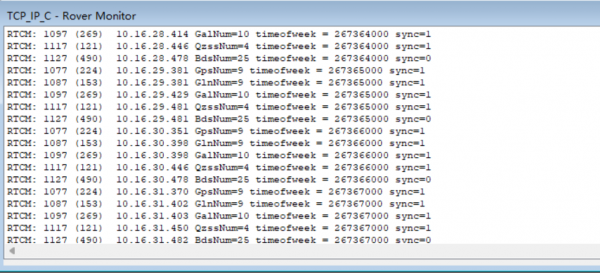 TCP_IP_C - Rover Monitor
RTCM: 1097 (269) 10.16.28.414 GalNum=10 timeofweek = 267364000 sync=1
RTCM: 1117 (121) 10.16.28.446 QzssNum=4 timeofweek = 267364000 sync=1
RTCM: 1127 (490) 10.16.28.478 BdsNum=25 timeofweek = 267364000 sync=0
RTCM: 1077 (224) 10.16.29.381 GpsNum=9 timeofweek = 267365000 sync=1
RTCM: 1087 (153) 10.16.29.381 GlnNum=9 timeofweek = 267365000 sync=1
RTCM: 1097 (269) 10.16.29.429 GalNum=10 timeofweek = 267365000 sync=1
RTCM: 1117 (121) 10.16.29.481 QzssNum=4 timeofweek = 267365000 sync=1
RTCM: 1127 (490) 10.16.29.481 BdsNum=25 timeofweek = 267365000 sync=0
RTCM: 1077 (224) 10.16.30.351 GpsNum=9 timeofweek = 267366000 sync=1
RTCM: 1087 (153) 10.16.30.398 GlnNum=9 timeofweek = 267366000 sync=1
RTCM: 1097 (269) 10.16.30.398 GalNum=10 timeofweek = 267366000 sync=1
RTCM: 1117 (121) 10.16.30.446 QzssNum=4 timeofweek = 267366000 sync=1
RTCM: 1127 (490) 10.16.30.478 BdsNum=25 timeofweek = 267366000 sync=0
RTCM: 1077 (224) 10.16.31.370 GpsNum=9 timeofweek = 267367000 sync=1
RTCM: 1087 (153) 10.16.31.402 GlnNum=9 timeofweek = 267367000 sync=1
RTCM: 1097 (269) 10.16.31.403 GalNum=10 timeofweek = 267367000 sync=1
RTCM: 1117 (121) 10.16.31.450 QzssNum=4 timeofweek = 267367000 sync=1
RTCM: 1127 (490) 10.16.31.482 BdsNum=25 timeofweek = 267367000 sync=0